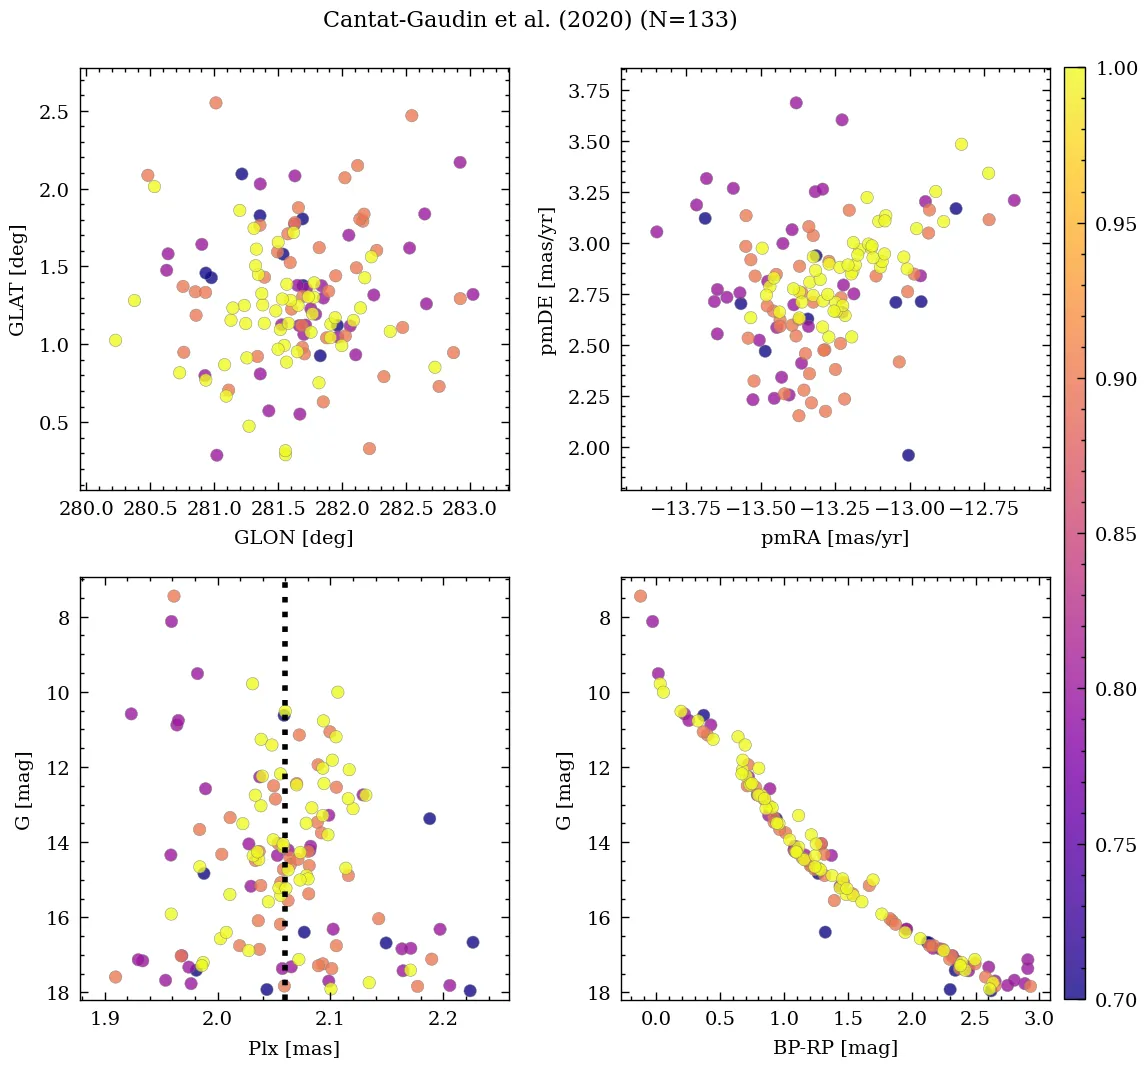 Cantat-Gaudin et al. (2020) (N=133)
2.5
2.0
1.5
1.0
0.5
GLAT [deg]
280.0 280.5 281.0 281.5 282.0 282.5 283.0
GLON [deg]
3.75
3.50
3.25
3.00
2.75
2.50
2.25
2.00
pmDE [mas/yr]
−13.75 −13.50 −13.25 −13.00 −12.75
pmRA [mas/yr]
8
10
12
14
16
18
G [mag]
1.9 2.0 2.1 2.2
Plx [mas]
8
10
12
14
16
18
G [mag]
0.0 0.5 1.0 1.5 2.0 2.5 3.0
BP-RP [mag]
1.00
0.95
0.90
0.85
0.80
0.75
0.70